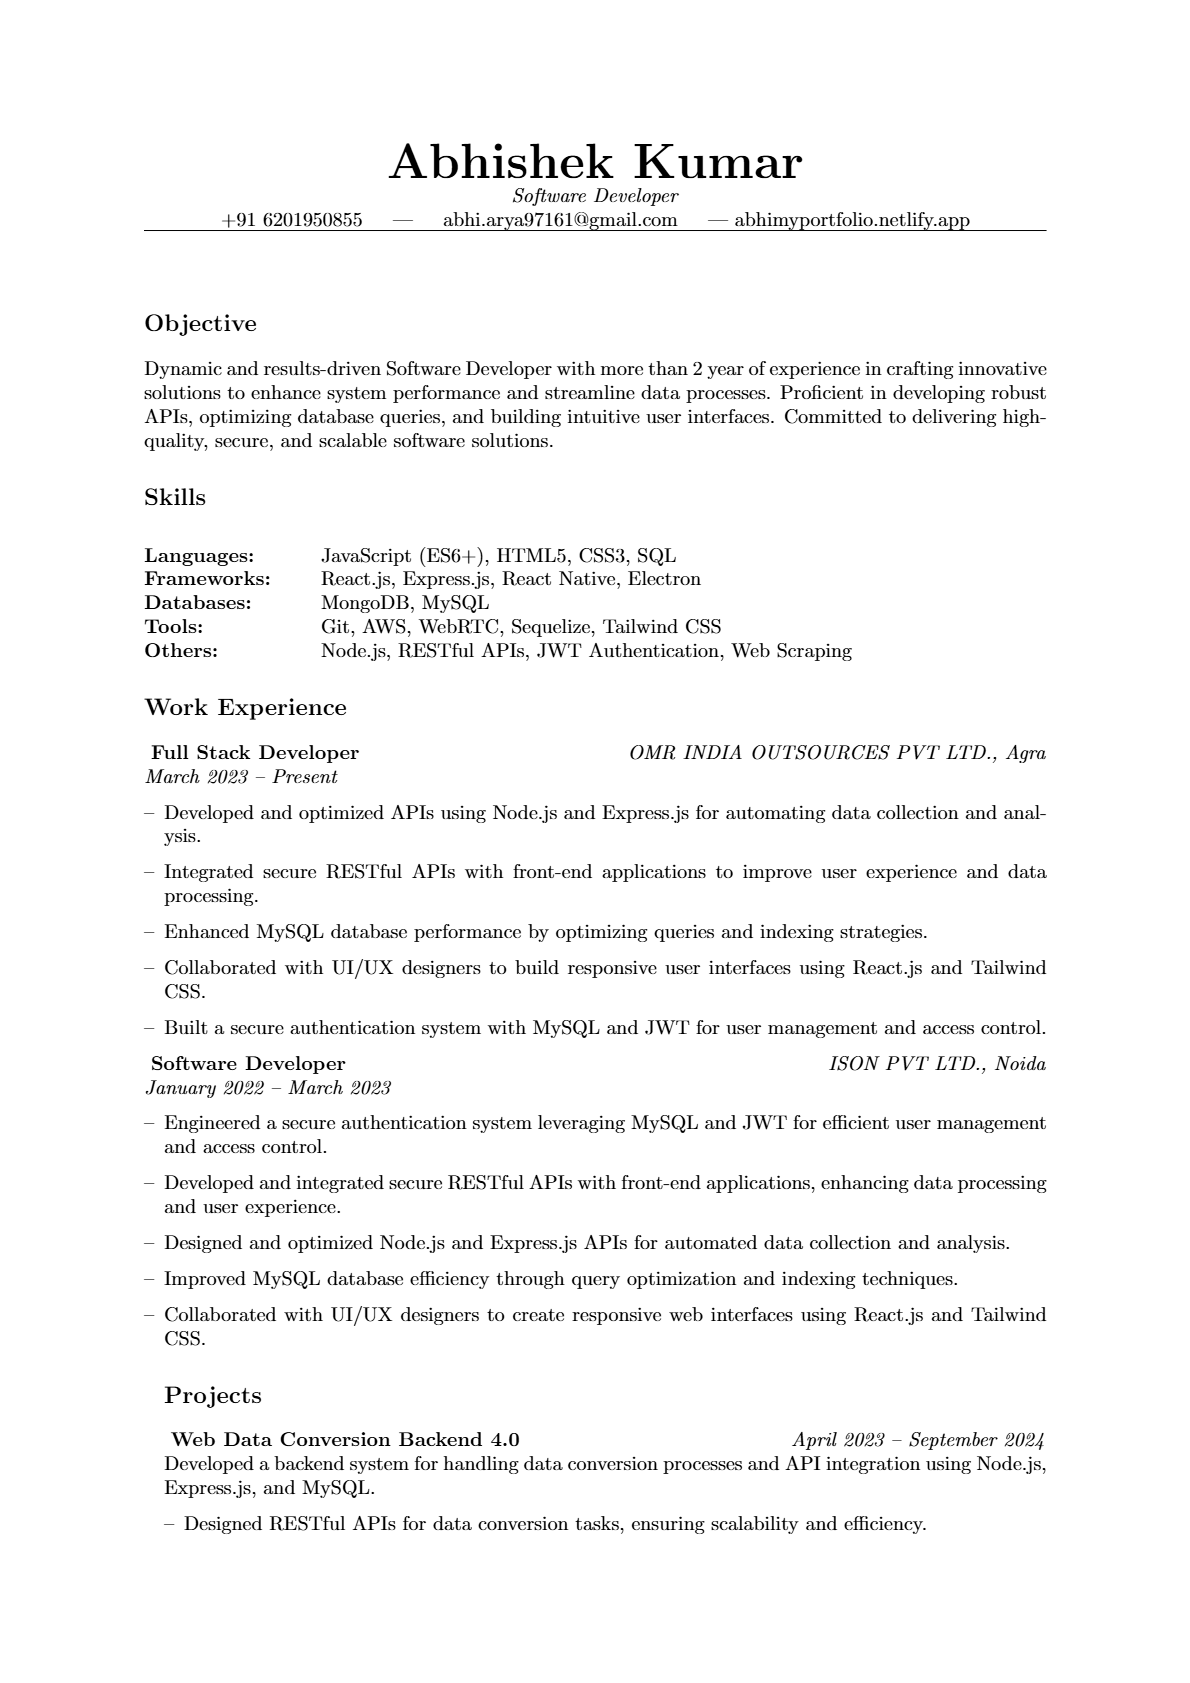 Abhishek Kumar
Software Developer
+91 6201950855 — abhi.arya97161@gmail.com — abhimyportfolio.netlify.app
Objective
Dynamic and results-driven Software Developer with more than 2 year of experience in crafting innovative
solutions to enhance system performance and streamline data processes. Proficient in developing robust
APIs, optimizing database queries, and building intuitive user interfaces. Committed to delivering high-
quality, secure, and scalable software solutions.
Skills
Languages: JavaScript (ES6+), HTML5, CSS3, SQL
Frameworks: React.js, Express.js, React Native, Electron
Databases: MongoDB, MySQL
Tools: Git, AWS, WebRTC, Sequelize, Tailwind CSS
Others: Node.js, RESTful APIs, JWT Authentication, Web Scraping
Work Experience
Full Stack Developer OMR INDIA OUTSOURCES PVT LTD., Agra
March 2023 – Present
– Developed and optimized APIs using Node.js and Express.js for automating data collection and anal-
ysis.
– Integrated secure RESTful APIs with front-end applications to improve user experience and data
processing.
– Enhanced MySQL database performance by optimizing queries and indexing strategies.
– Collaborated with UI/UX designers to build responsive user interfaces using React.js and Tailwind
CSS.
– Built a secure authentication system with MySQL and JWT for user management and access control.
Software Developer ISON PVT LTD., Noida
January 2022 – March 2023
– Engineered a secure authentication system leveraging MySQL and JWT for efficient user management
and access control.
– Developed and integrated secure RESTful APIs with front-end applications, enhancing data processing
and user experience.
– Designed and optimized Node.js and Express.js APIs for automated data collection and analysis.
– Improved MySQL database efficiency through query optimization and indexing techniques.
– Collaborated with UI/UX designers to create responsive web interfaces using React.js and Tailwind
CSS.
Projects
Web Data Conversion Backend 4.0 April 2023 – September 2024
Developed a backend system for handling data conversion processes and API integration using Node.js,
Express.js, and MySQL.
– Designed RESTful APIs for data conversion tasks, ensuring scalability and efficiency.